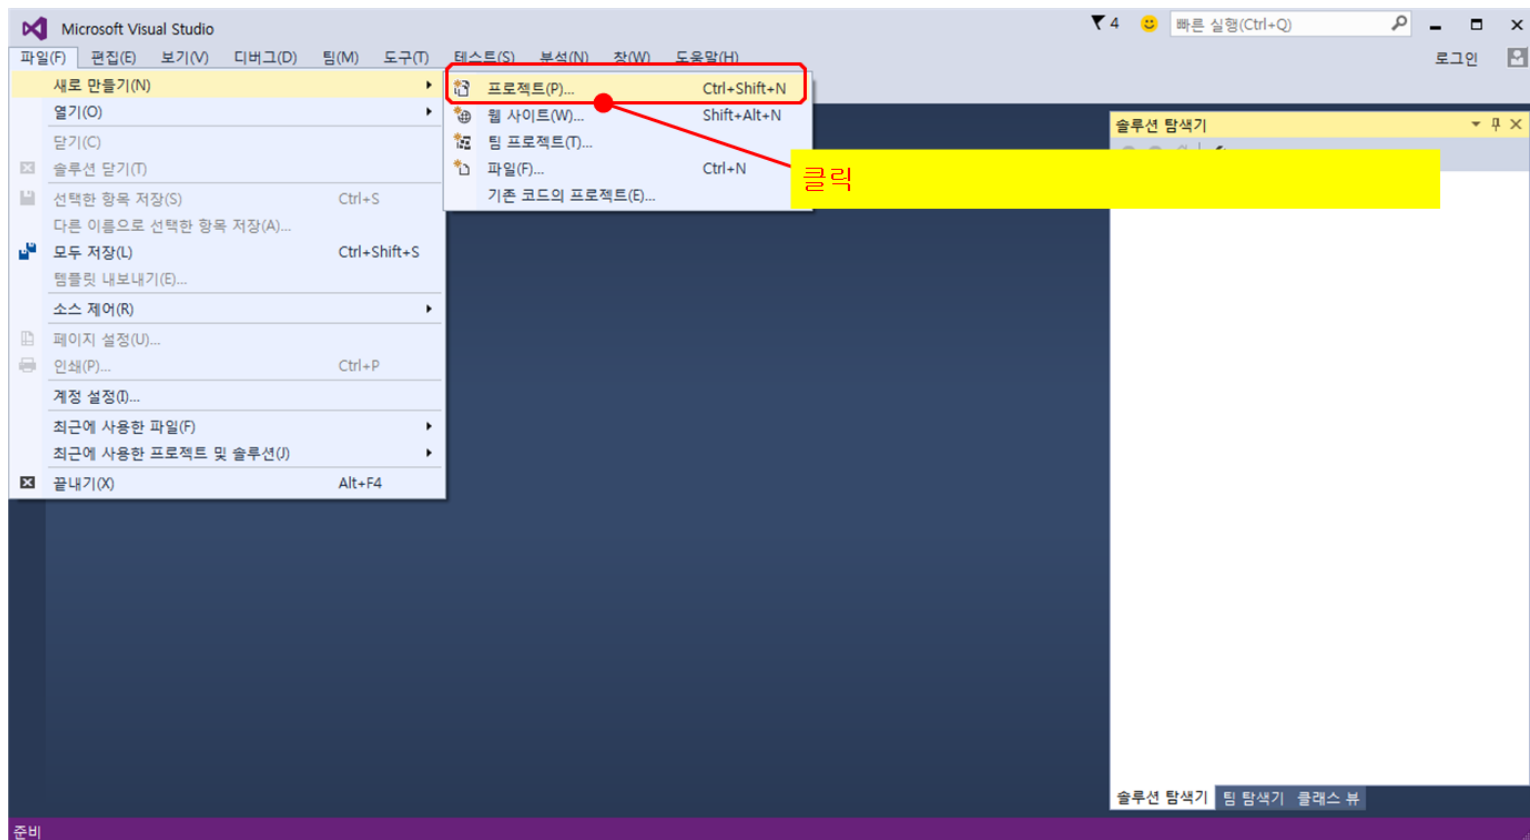 Microsoft Visual Studio
4
빠른 실행(Ctrl+Q)
파일(F) 편집(E) 보기(V) 디버그(D) 팀(M) 도구(T) 테스트(S) 분석(N) 창(W) 도움말(H)
로그인
새로 만들기(N)
열기(O)
닫기(C)
솔루션 닫기(T)
선택한 항목 저장(S) Ctrl+S
다른 이름으로 선택한 항목 저장(A)...
모두 저장(L) Ctrl+Shift+S
템플릿 내보내기(E)...
소스 제어(R)
페이지 설정(U)...
인쇄(P)... Ctrl+P
계정 설정(I)...
최근에 사용한 파일(F)
최근에 사용한 프로젝트 및 솔루션(J)
끝내기(X) Alt+F4
프로젝트(P)... Ctrl+Shift+N
웹 사이트(W)... Shift+Alt+N
팀 프로젝트(T)...
파일(F)... Ctrl+N
기존 코드의 프로젝트(E)...
클릭
솔루션 탐색기
솔루션 탐색기 팀 탐색기 클래스 뷰
준비